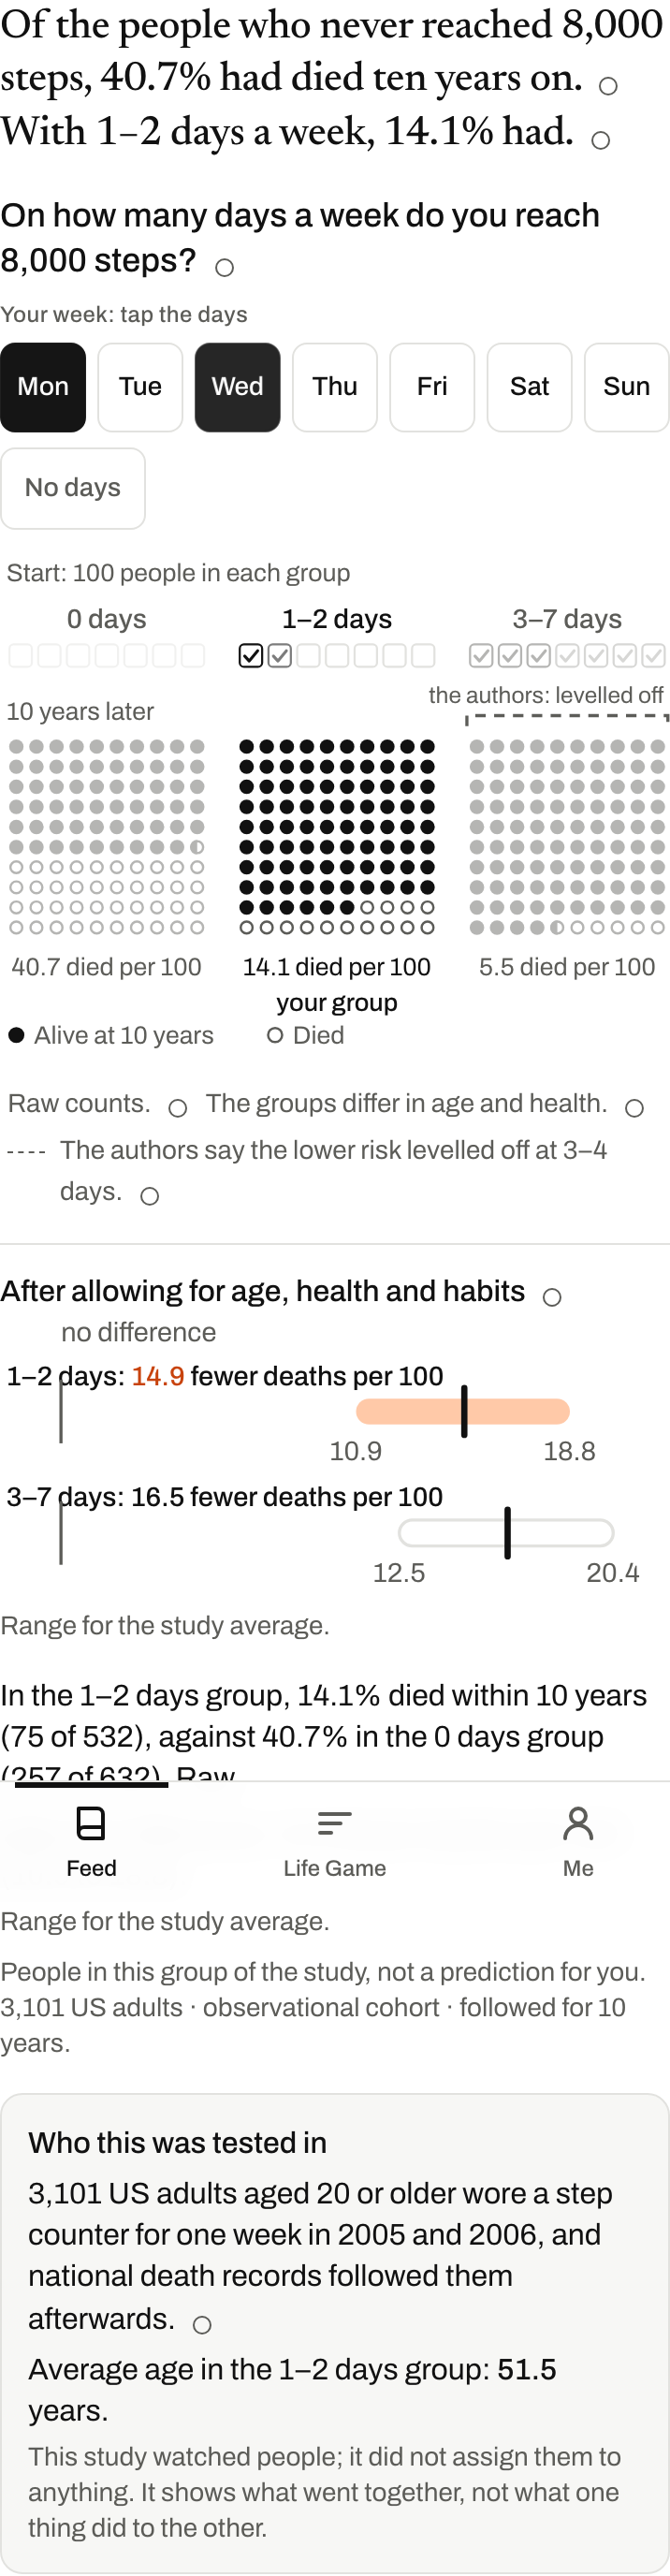 Of the people who never reached 8,000
steps, 40.7% had died ten years on.
With 1–2 days a week, 14.1% had.
On how many days a week do you reach
8,000 steps?
Your week: tap the days
Mon Tue Wed Thu Fri Sat Sun
No days
Start: 100 people in each group
0 days 1–2 days 3–7 days
the authors: levelled off
10 years later
40.7 died per 100 14.1 died per 100 5.5 died per 100
your group
Alive at 10 years Died
Raw counts. The groups differ in age and health.
The authors say the lower risk levelled off at 3–4
days.
After allowing for age, health and habits
no difference
1–2 days: 14.9 fewer deaths per 100
10.9 18.8
3–7 days: 16.5 fewer deaths per 100
12.5 20.4
Range for the study average.
In the 1–2 days group, 14.1% died within 10 years
(75 of 532), against 40.7% in the 0 days group
(257 of 632). Raw
Feed Life Game Me
Range for the study average.
People in this group of the study, not a prediction for you.
3,101 US adults · observational cohort · followed for 10
years.
Who this was tested in
3,101 US adults aged 20 or older wore a step
counter for one week in 2005 and 2006, and
national death records followed them
afterwards.
Average age in the 1–2 days group: 51.5
years.
This study watched people; it did not assign them to
anything. It shows what went together, not what one
thing did to the other.